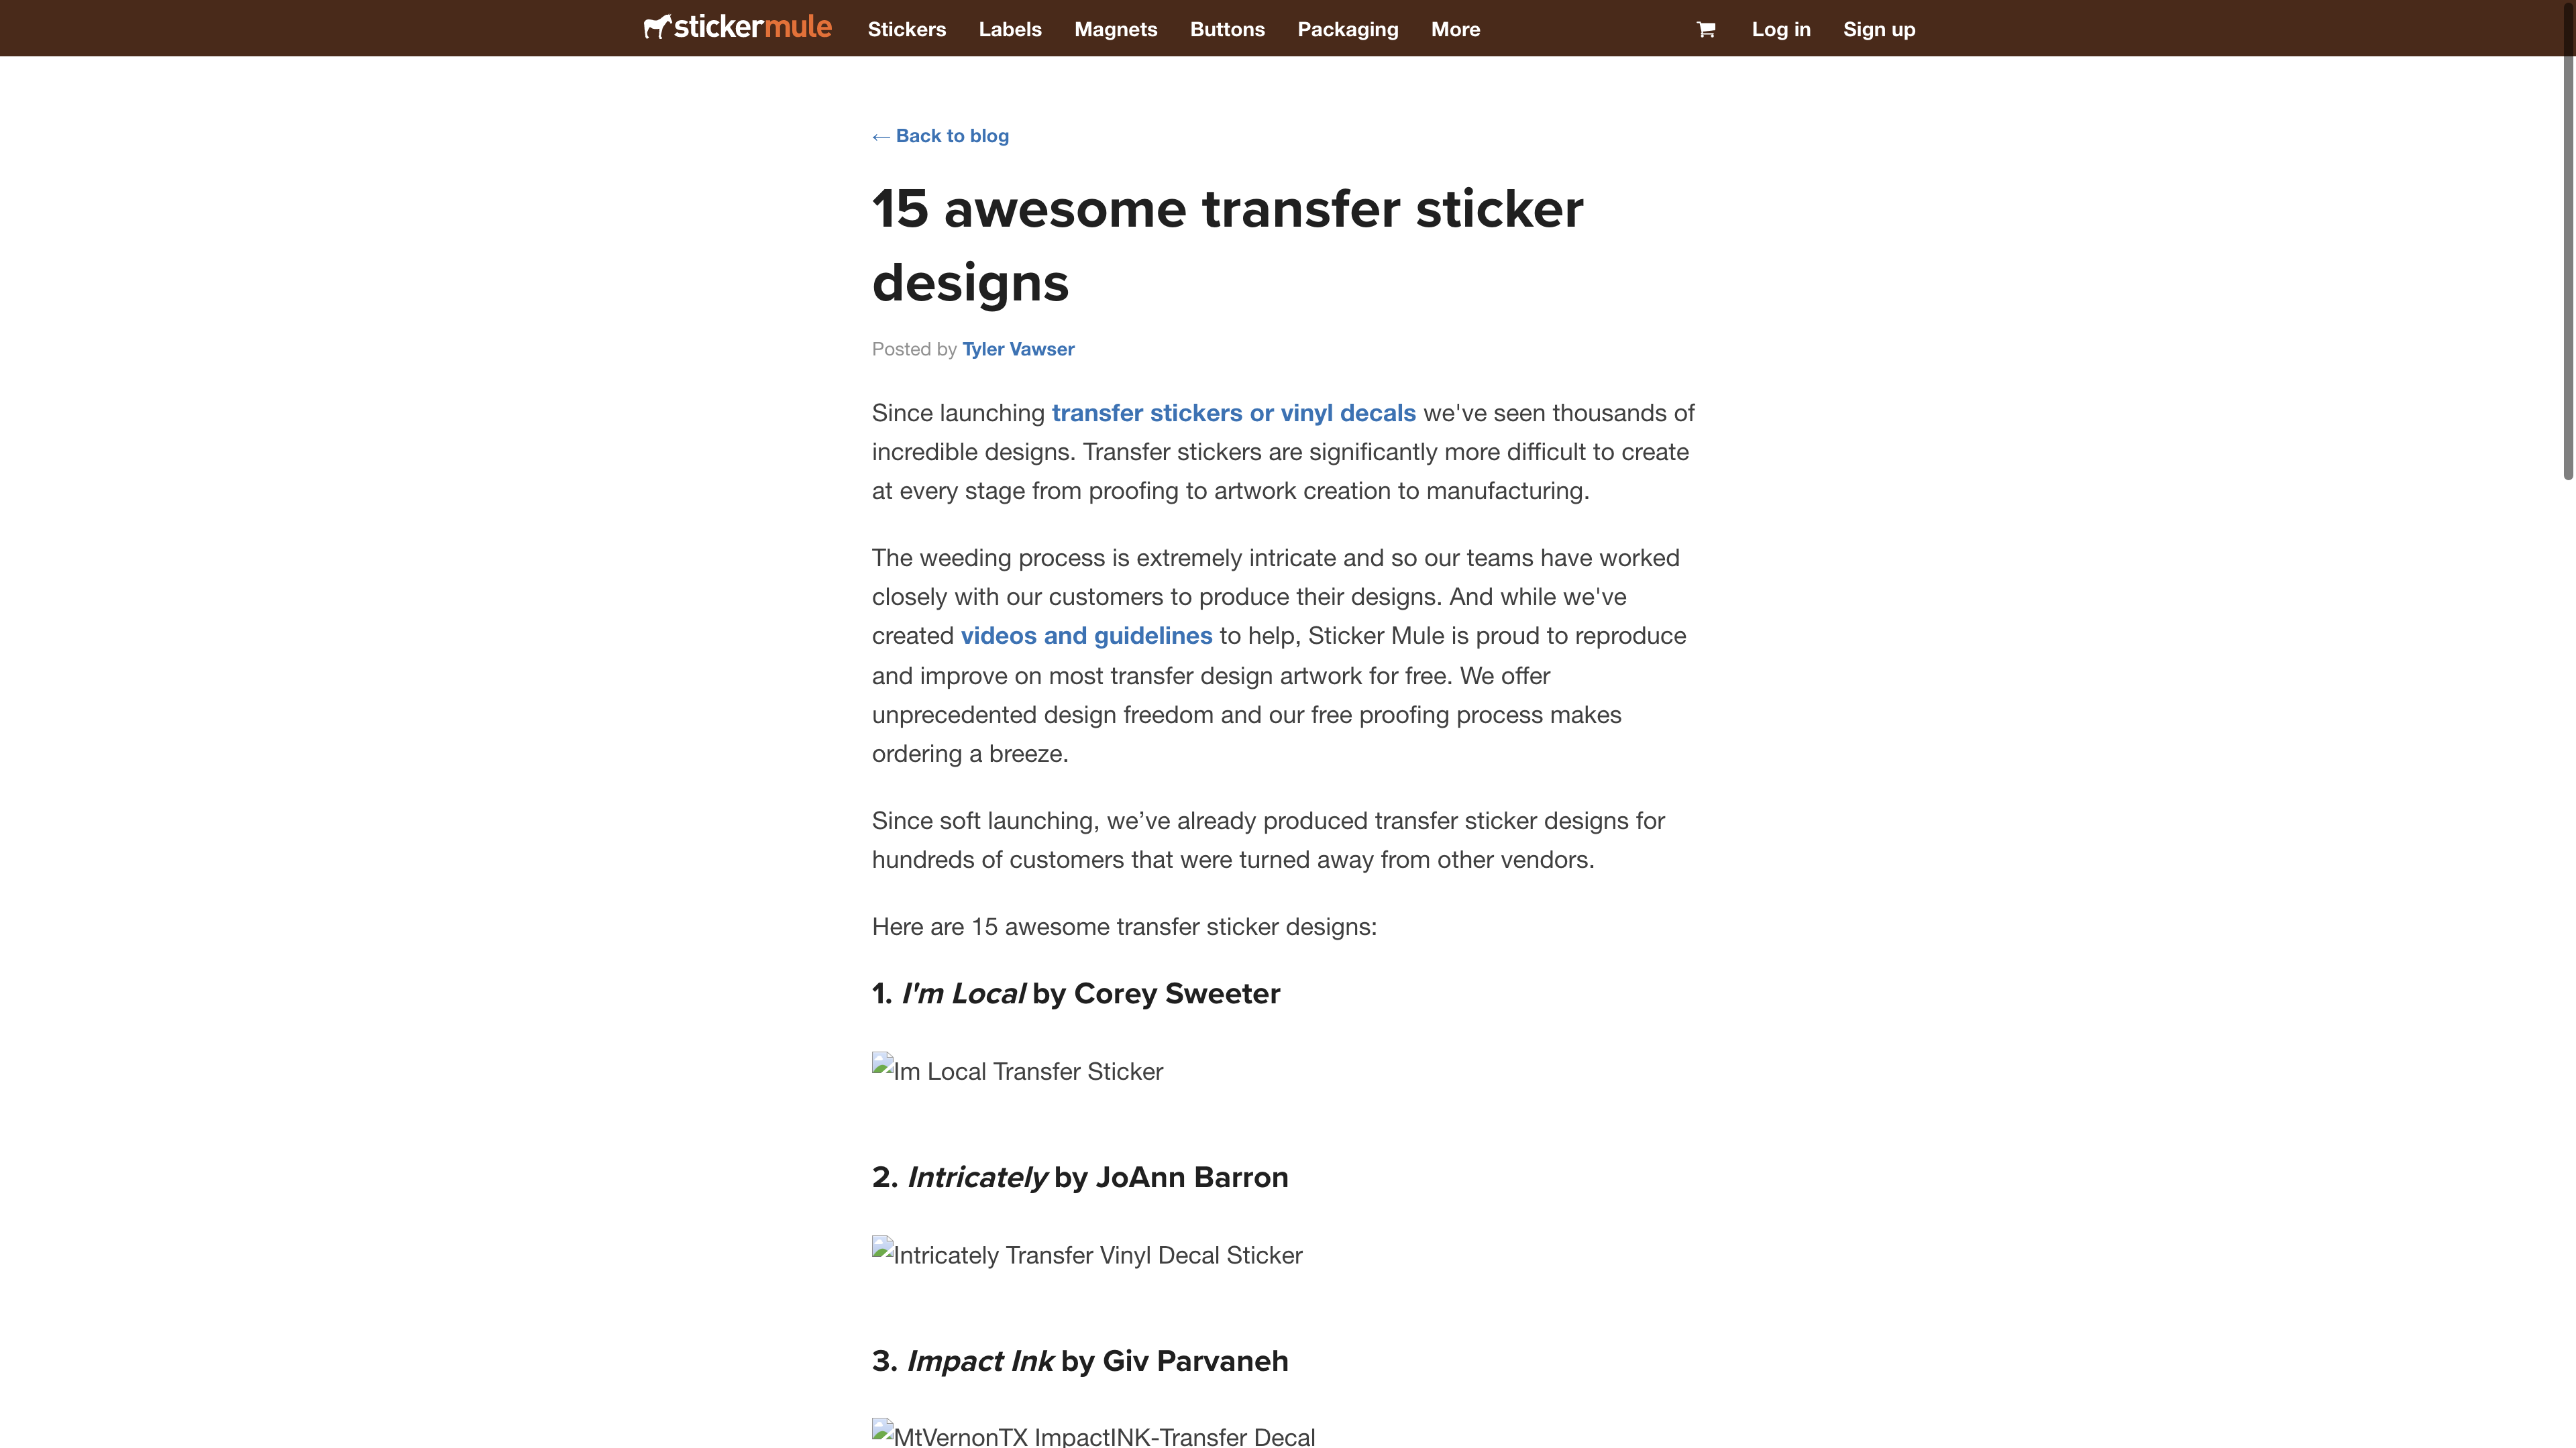 stickermule Stickers Labels Magnets Buttons Packaging More Log in Sign up
← Back to blog
15 awesome transfer sticker
designs
Posted by Tyler Vawser
Since launching transfer stickers or vinyl decals we've seen thousands of
incredible designs. Transfer stickers are significantly more difficult to create
at every stage from proofing to artwork creation to manufacturing.
The weeding process is extremely intricate and so our teams have worked
closely with our customers to produce their designs. And while we've
created videos and guidelines to help, Sticker Mule is proud to reproduce
and improve on most transfer design artwork for free. We offer
unprecedented design freedom and our free proofing process makes
ordering a breeze.
Since soft launching, we’ve already produced transfer sticker designs for
hundreds of customers that were turned away from other vendors.
Here are 15 awesome transfer sticker designs:
1. I'm Local by Corey Sweeter
Im Local Transfer Sticker
2. Intricately by JoAnn Barron
Intricately Transfer Vinyl Decal Sticker
3. Impact Ink by Giv Parvaneh
MtVernonTX ImpactINK-Transfer Decal